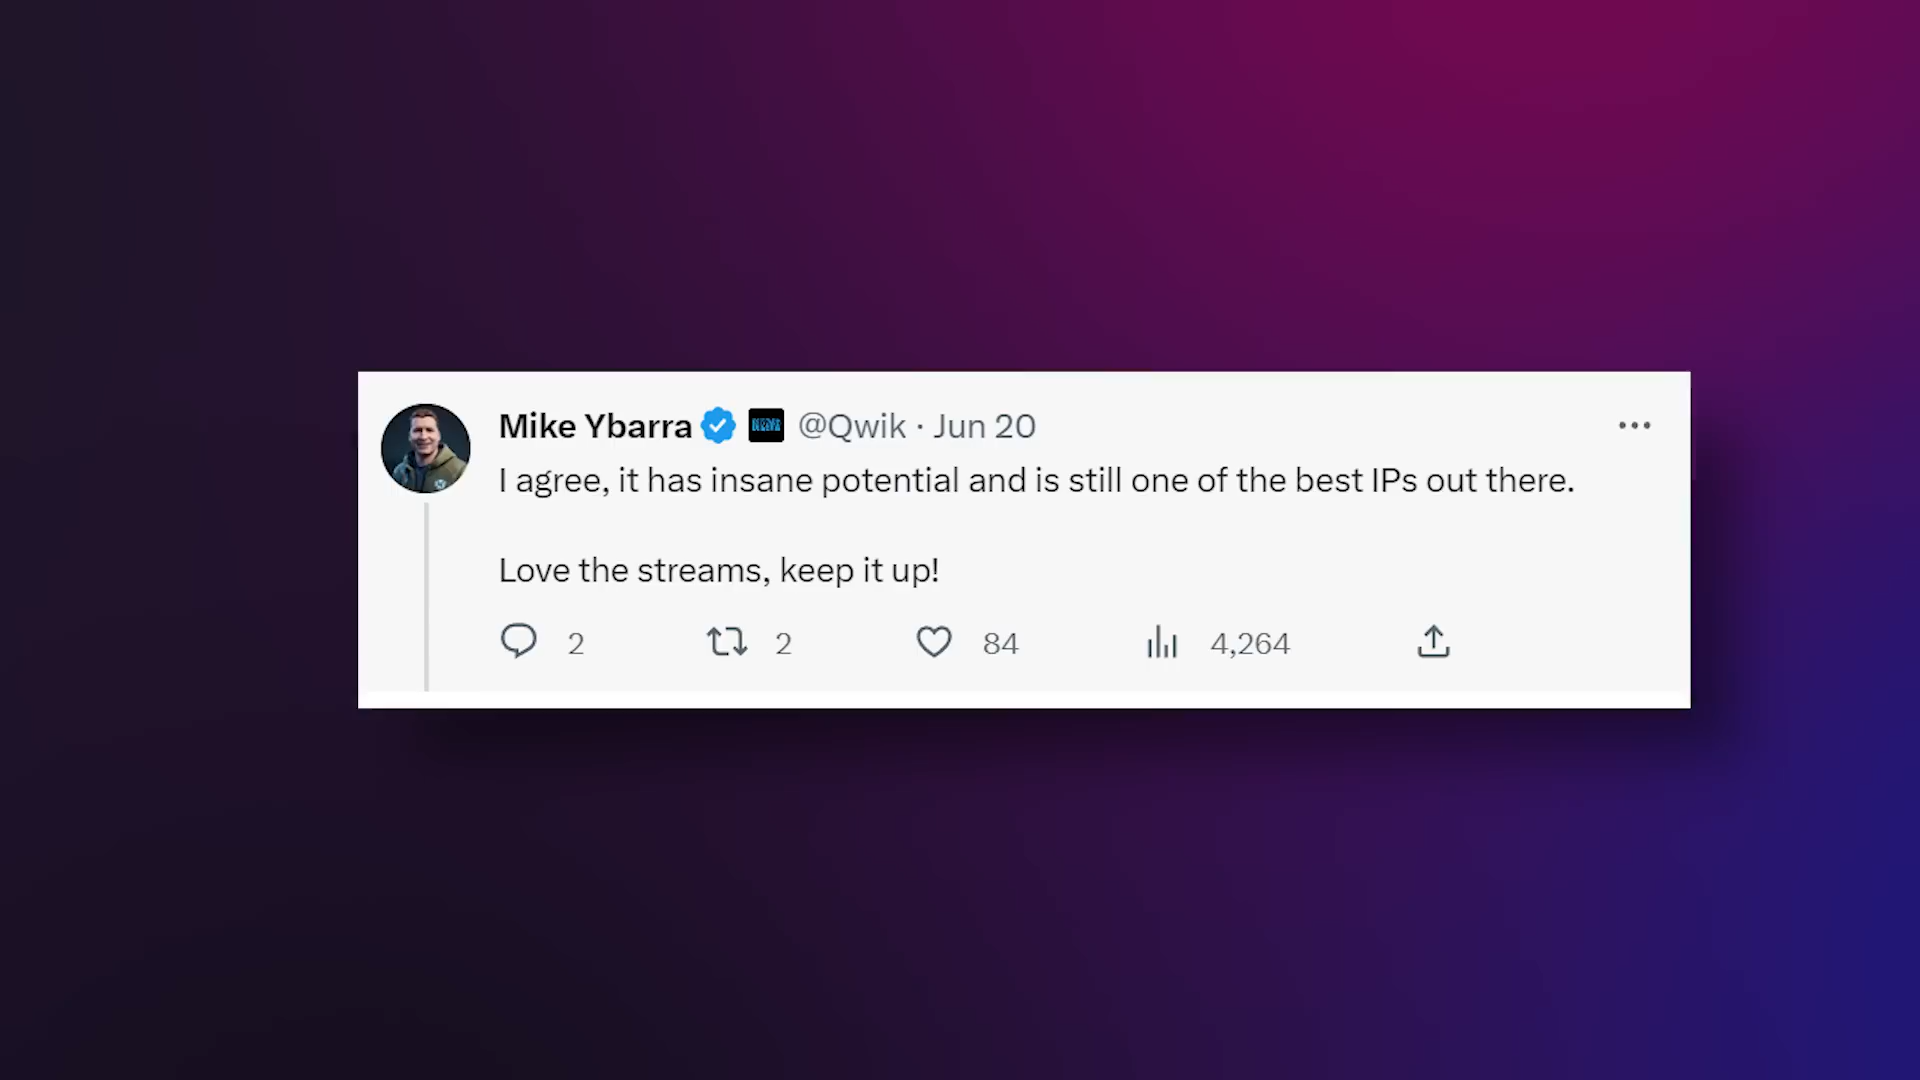 Mike Ybarra @Qwik · Jun 20
I agree, it has insane potential and is still one of the best IPs out there.
Love the streams, keep it up!
2 2 84 4,264